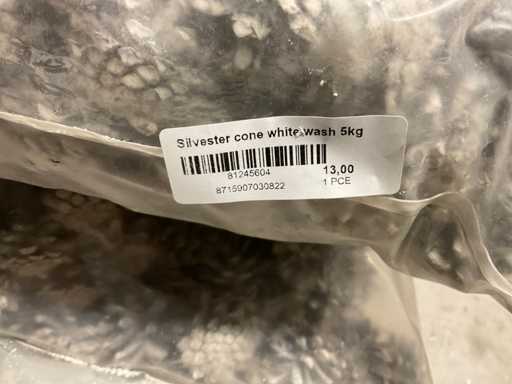 Silvester cone white wash 5kg
81245604
13,00
8715907030822
1 PCE